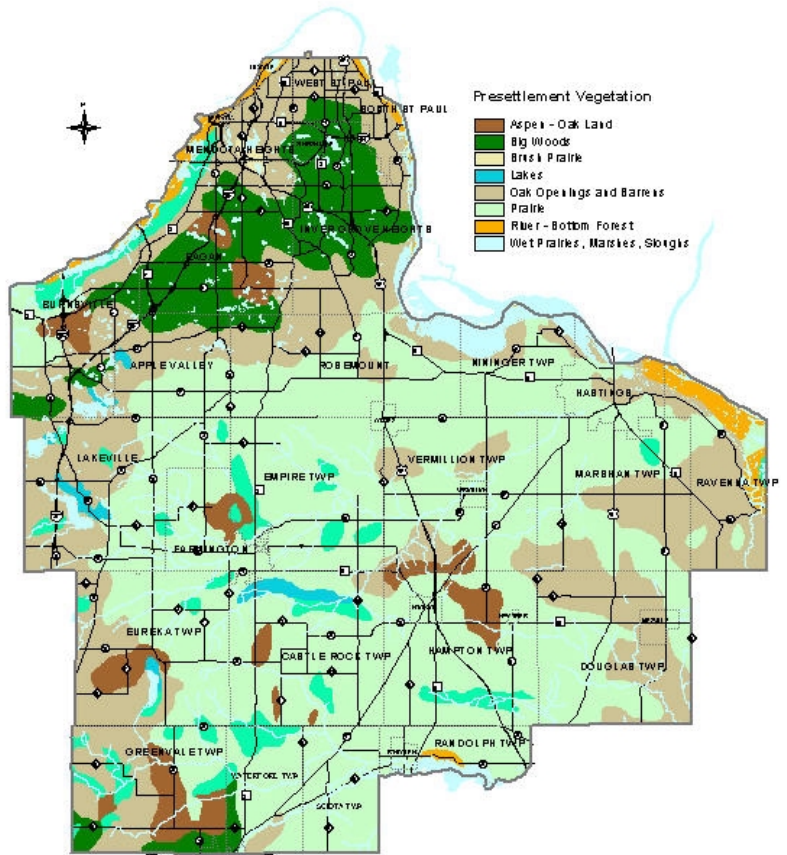 WEST ST PAUL
SOUTH ST PAUL
MENDOTA HEIGHTS
INVER GROVE HEIGHTS
EAGAN
BURNSVILLE
Presettlement Vegetation
Aspen - Oak Land
Big Woods
Brush Prairie
Lakes
Oak Openings and Barrens
Prairie
River - Bottom Forest
Wet Prairies, Marshes, Sloughs
APPLE VALLEY
ROSEMOUNT
NININGER TWP
HASTINGS
LAKEVILLE
EMPIRE TWP
VERMILLION TWP
MARSHAN TWP
RAVENNA TWP
FARMINGTON
EUREKA TWP
CASTLE ROCK TWP
HAMPTON TWP
DOUGLAS TWP
GREENVALE TWP
WATERFORD TWP
RANDOLPH TWP
SCIOTA TWP